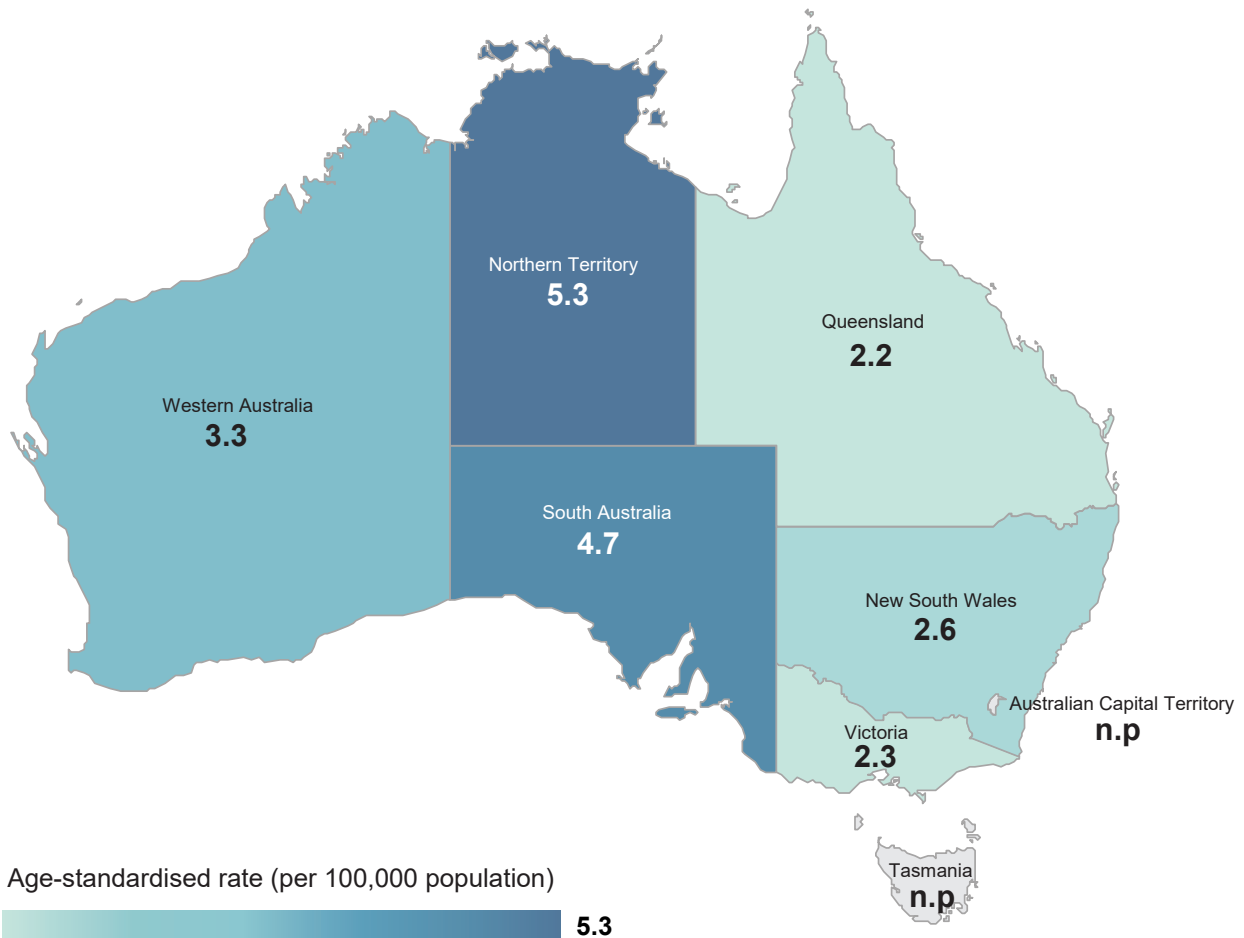 Northern Territory
5.3
Queensland
2.2
Western Australia
3.3
South Australia
4.7
New South Wales
2.6
Australian Capital Territory
n.p
Victoria
2.3
Tasmania
n.p
Age-standardised rate (per 100,000 population)
5.3